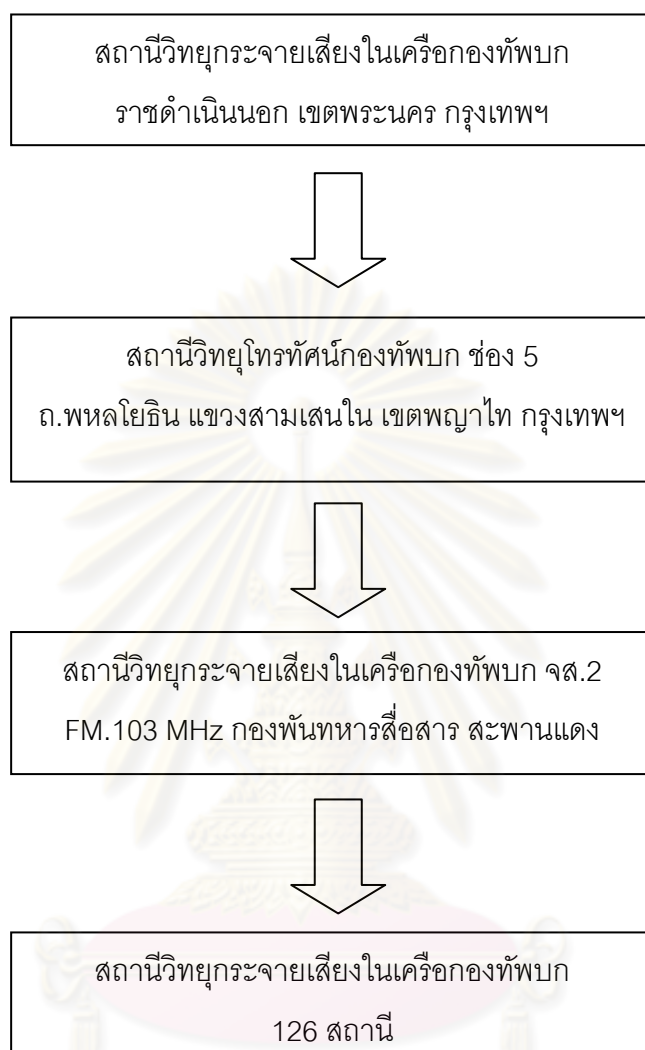 สถานีวิทยุกระจายเสียงในเครือกองทัพบก
ราชดำเนินนอก เขตพระนคร กรุงเทพฯ
สถานีวิทยุโทรทัศน์กองทัพบก ช่อง 5
ถ.พหลโยธิน แขวงสามเสนใน เขตพญาไท กรุงเทพฯ
สถานีวิทยุกระจายเสียงในเครือกองทัพบก จส.2
FM.103 MHz กองพันทหารสื่อสาร สะพานแดง
สถานีวิทยุกระจายเสียงในเครือกองทัพบก
126 สถานี